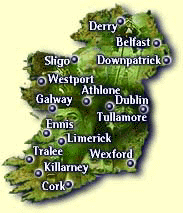 Derry
Belfast
Sligo
Downpatrick
Westport
Athlone
Galway
Dublin
Tullamore
Ennis
Limerick
Tralee
Wexford
Killarney
Cork